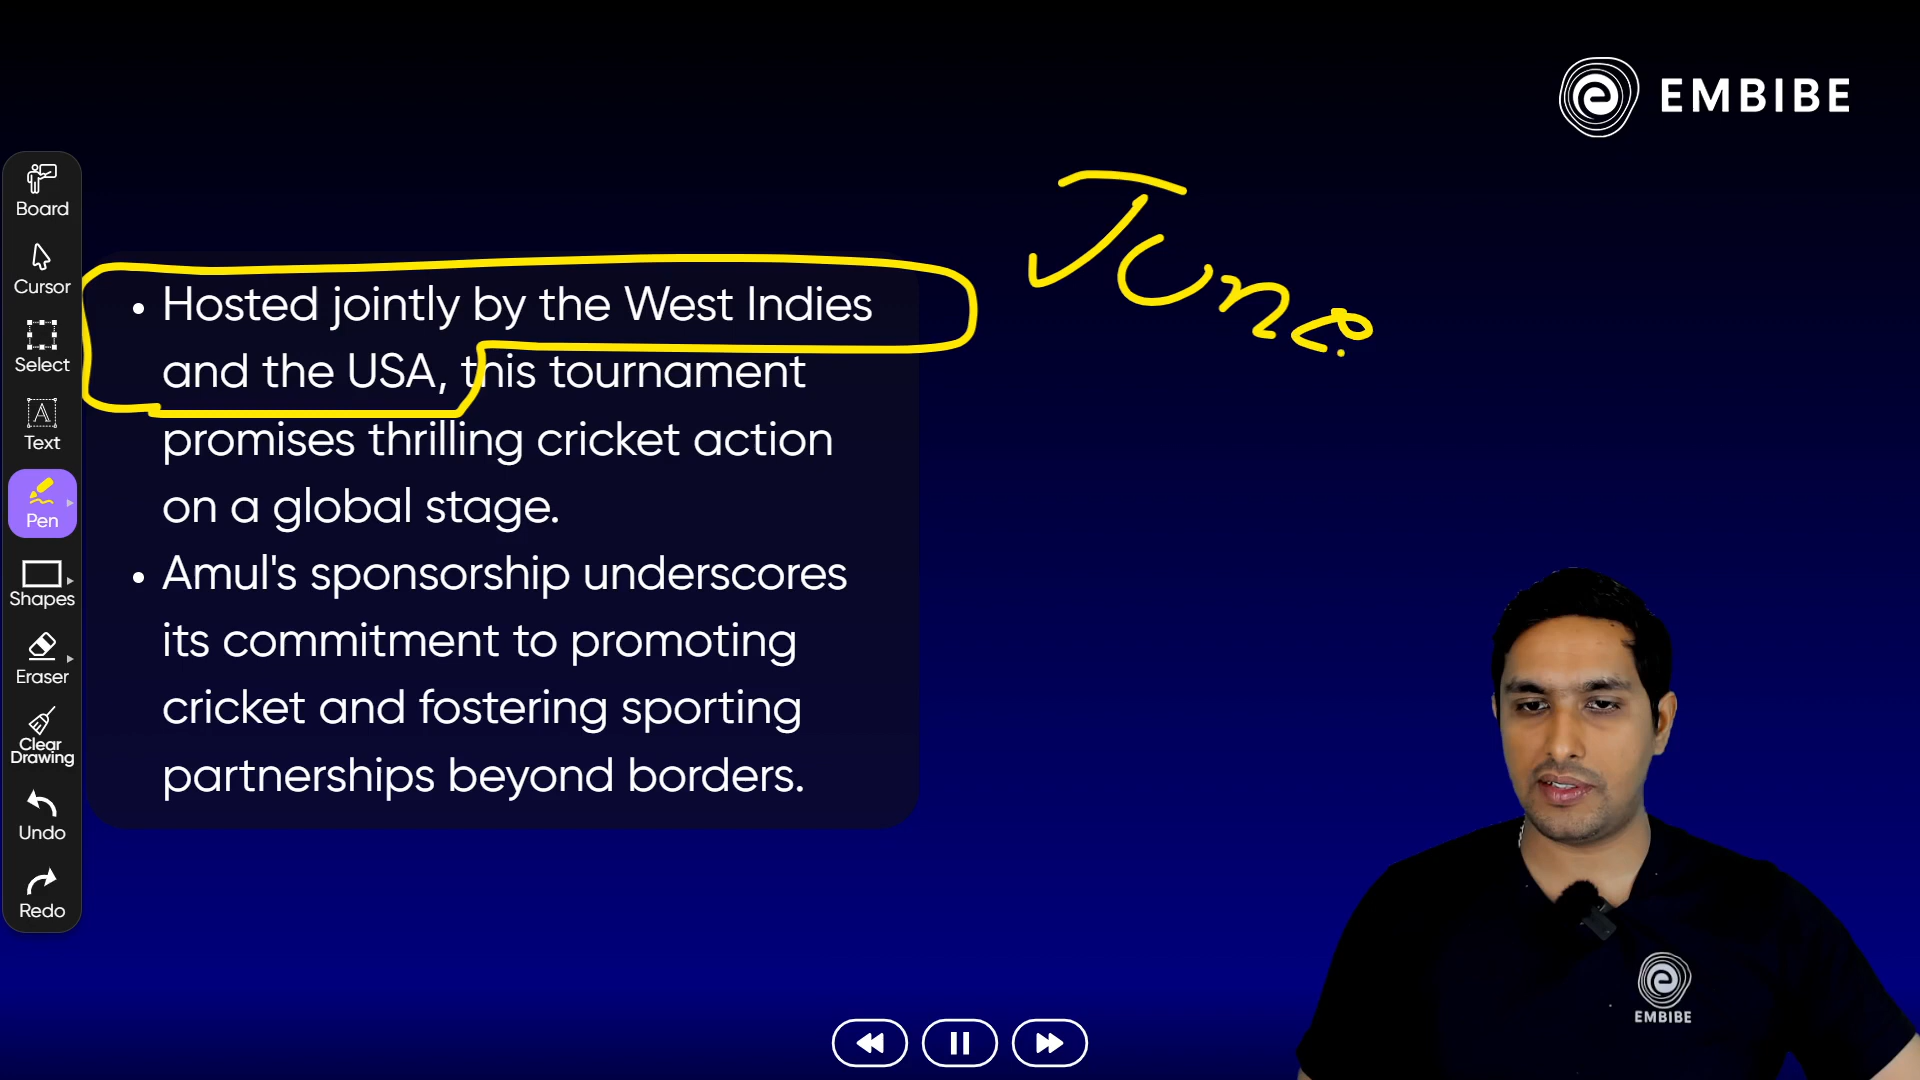 EMBIBE
June
Board
Cursor
Select
Text
Pen
Shapes
Eraser
Clear
Drawing
Undo
Redo
• Hosted jointly by the West Indies
and the USA, this tournament
promises thrilling cricket action
on a global stage.
• Amul's sponsorship underscores
its commitment to promoting
cricket and fostering sporting
partnerships beyond borders.
EMBIBE